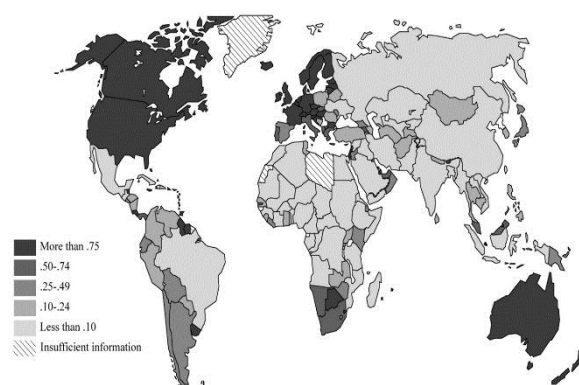 More than .75
.50-.74
.25-.49
.10-.24
Less than .10
Insufficient information